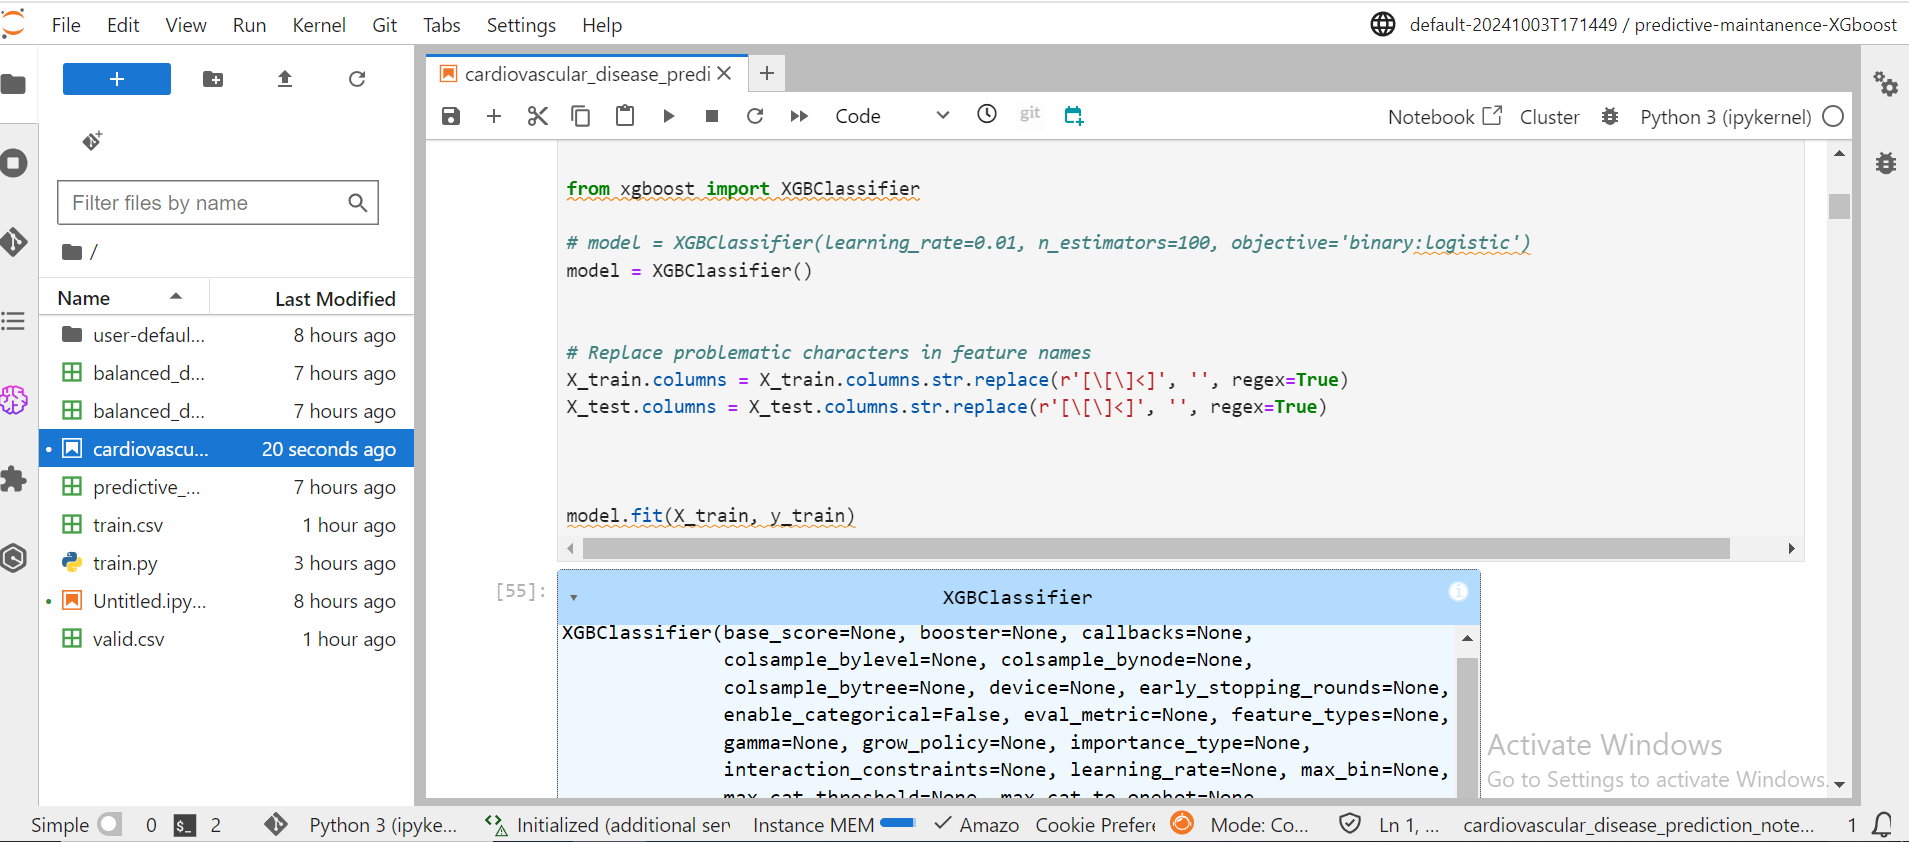 File Edit View Run Kernel Git Tabs Settings Help
default-20241003T171449 / predictive-maintanence-XGboost
+
Filter files by name
/
Name Last Modified
user-defaul... 8 hours ago
balanced_d... 7 hours ago
balanced_d... 7 hours ago
cardiovascu... 20 seconds ago
predictive_... 7 hours ago
train.csv 1 hour ago
train.py 3 hours ago
Untitled.ipy... 8 hours ago
valid.csv 1 hour ago
cardiovascular_disease_predi
Code
git
Notebook Cluster Python 3 (ipykernel)
from xgboost import XGBClassifier
# model = XGBClassifier(learning_rate=0.01, n_estimators=100, objective='binary:logistic')
model = XGBClassifier()
# Replace problematic characters in feature names
X_train.columns = X_train.columns.str.replace(r'[\[\]<]', '', regex=True)
X_test.columns = X_test.columns.str.replace(r'[\[\]<]', '', regex=True)
model.fit(X_train, y_train)
[55]:
XGBClassifier
i
XGBClassifier(base_score=None, booster=None, callbacks=None,
colsample_bylevel=None, colsample_bynode=None,
colsample_bytree=None, device=None, early_stopping_rounds=None,
enable_categorical=False, eval_metric=None, feature_types=None,
gamma=None, grow_policy=None, importance_type=None,
interaction_constraints=None, learning_rate=None, max_bin=None,
max_cat_threshold=None, max_cat_to_onehot=None,
Activate Windows
Go to Settings to activate Windows.
Simple 0 $_ 2 Python 3 (ipyke... Initialized (additional serv Instance MEM Amazo Cookie Prefere Mode: Co... Ln 1, ... cardiovascular_disease_prediction_note... 1